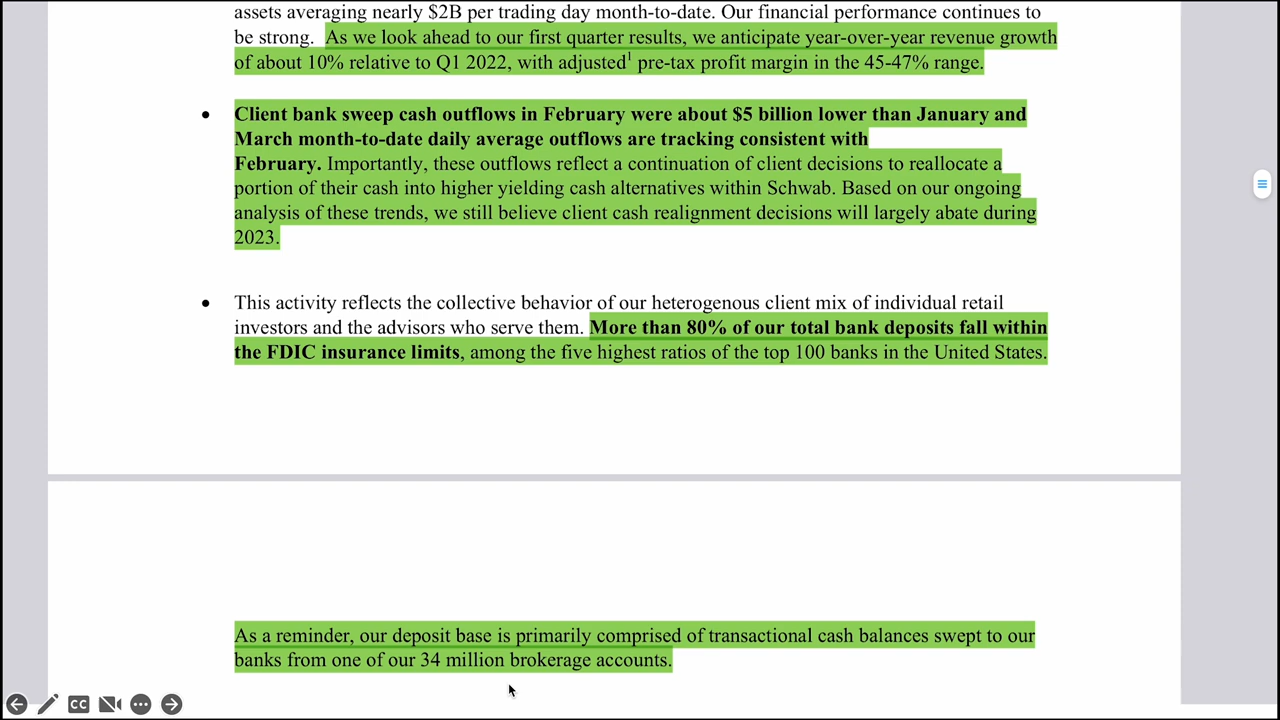 assets averaging nearly $2B per trading day month-to-date. Our financial performance continues to
be strong. As we look ahead to our first quarter results, we anticipate year-over-year revenue growth
of about 10% relative to Q1 2022, with adjusted¹ pre-tax profit margin in the 45-47% range.
• Client bank sweep cash outflows in February were about $5 billion lower than January and
March month-to-date daily average outflows are tracking consistent with
February. Importantly, these outflows reflect a continuation of client decisions to reallocate a
portion of their cash into higher yielding cash alternatives within Schwab. Based on our ongoing
analysis of these trends, we still believe client cash realignment decisions will largely abate during
2023.
• This activity reflects the collective behavior of our heterogenous client mix of individual retail
investors and the advisors who serve them. More than 80% of our total bank deposits fall within
the FDIC insurance limits, among the five highest ratios of the top 100 banks in the United States.
As a reminder, our deposit base is primarily comprised of transactional cash balances swept to our
banks from one of our 34 million brokerage accounts.
CC